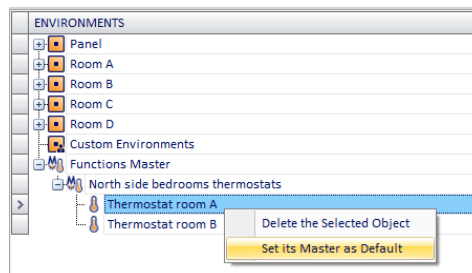 ENVIRONMENTS
Panel
Room A
Room B
Room C
Room D
Custom Environments
Functions Master
North side bedrooms thermostats
Thermostat room A
Thermostat room B
Delete the Selected Object
Set its Master as Default